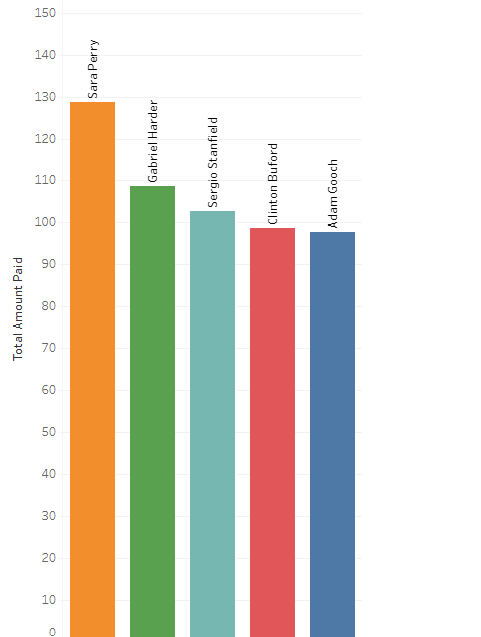 150
140
130
120
110
100
90
80
70
60
50
40
30
20
10
0
Total Amount Paid
Sara Perry
Gabriel Harder
Sergio Stanfield
Clinton Buford
Adam Gooch